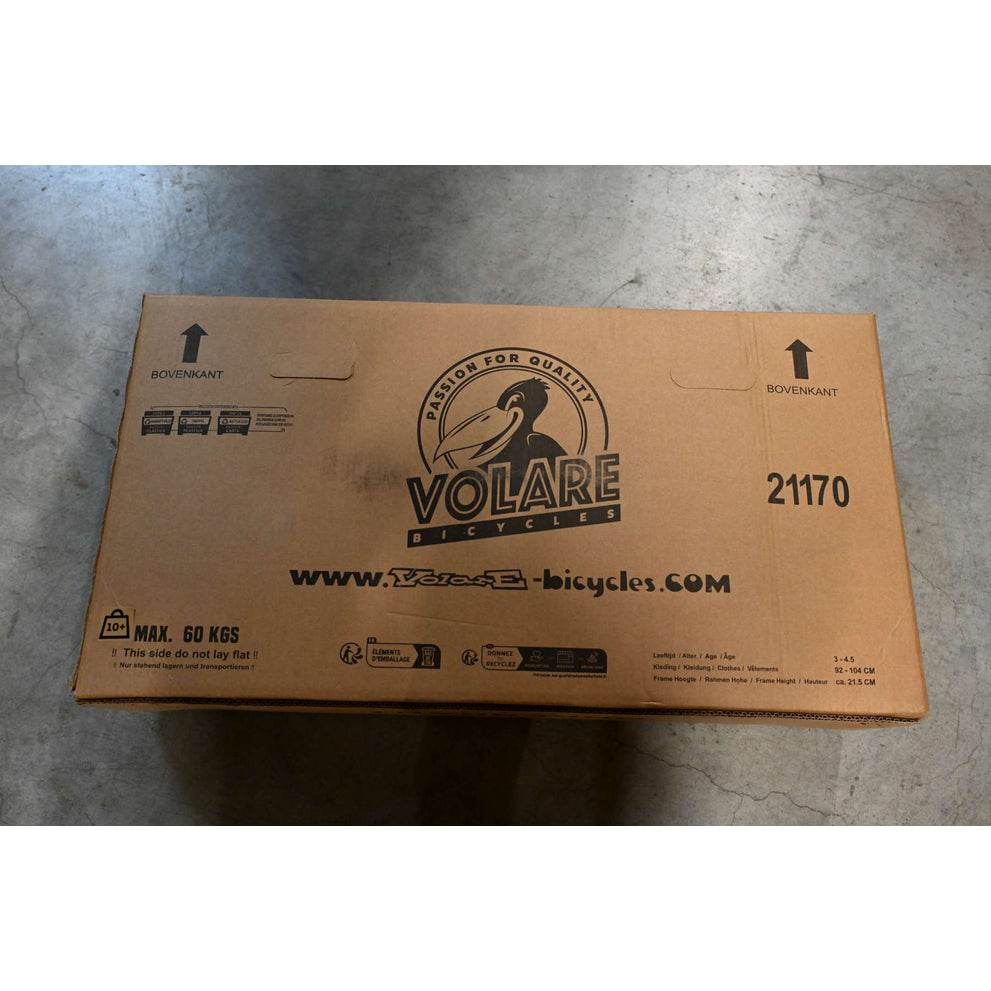 BOVENKANT
PASSION FOR QUALITY
BOVENKANT
VOLARE
BICYCLES
21170
www.VolarE-bicycles.COM
10+
MAX. 60 KGS
!! This side do not lay flat !!
!! Nur stehend lagern und transportieren !!
FR
ÉLÉMENTS
D'EMBALLAGE
DONNEZ
RECYCLEZ
Leeftijd / Alter / Age / Âge 3 - 4.5
Kleding / Kleidung / Clothes / Vêtements 92 - 104 CM
Frame Hoogte / Rahmen Hohe / Frame Height / Hauteur ca. 21.5 CM